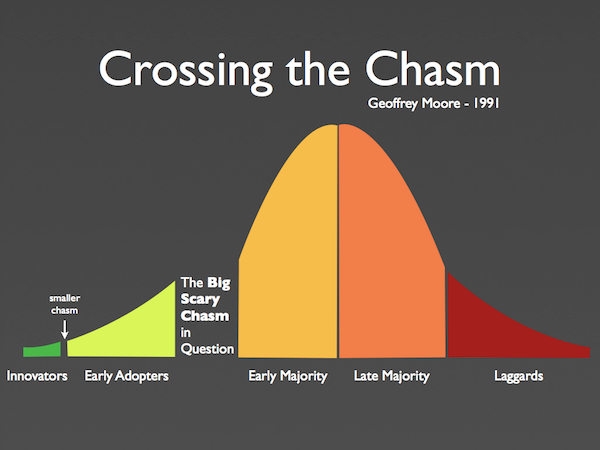 Crossing the Chasm
Geoffrey Moore - 1991
smaller
chasm
The Big
Scary
Chasm
in
Question
Innovators
Early Adopters
Early Majority
Late Majority
Laggards